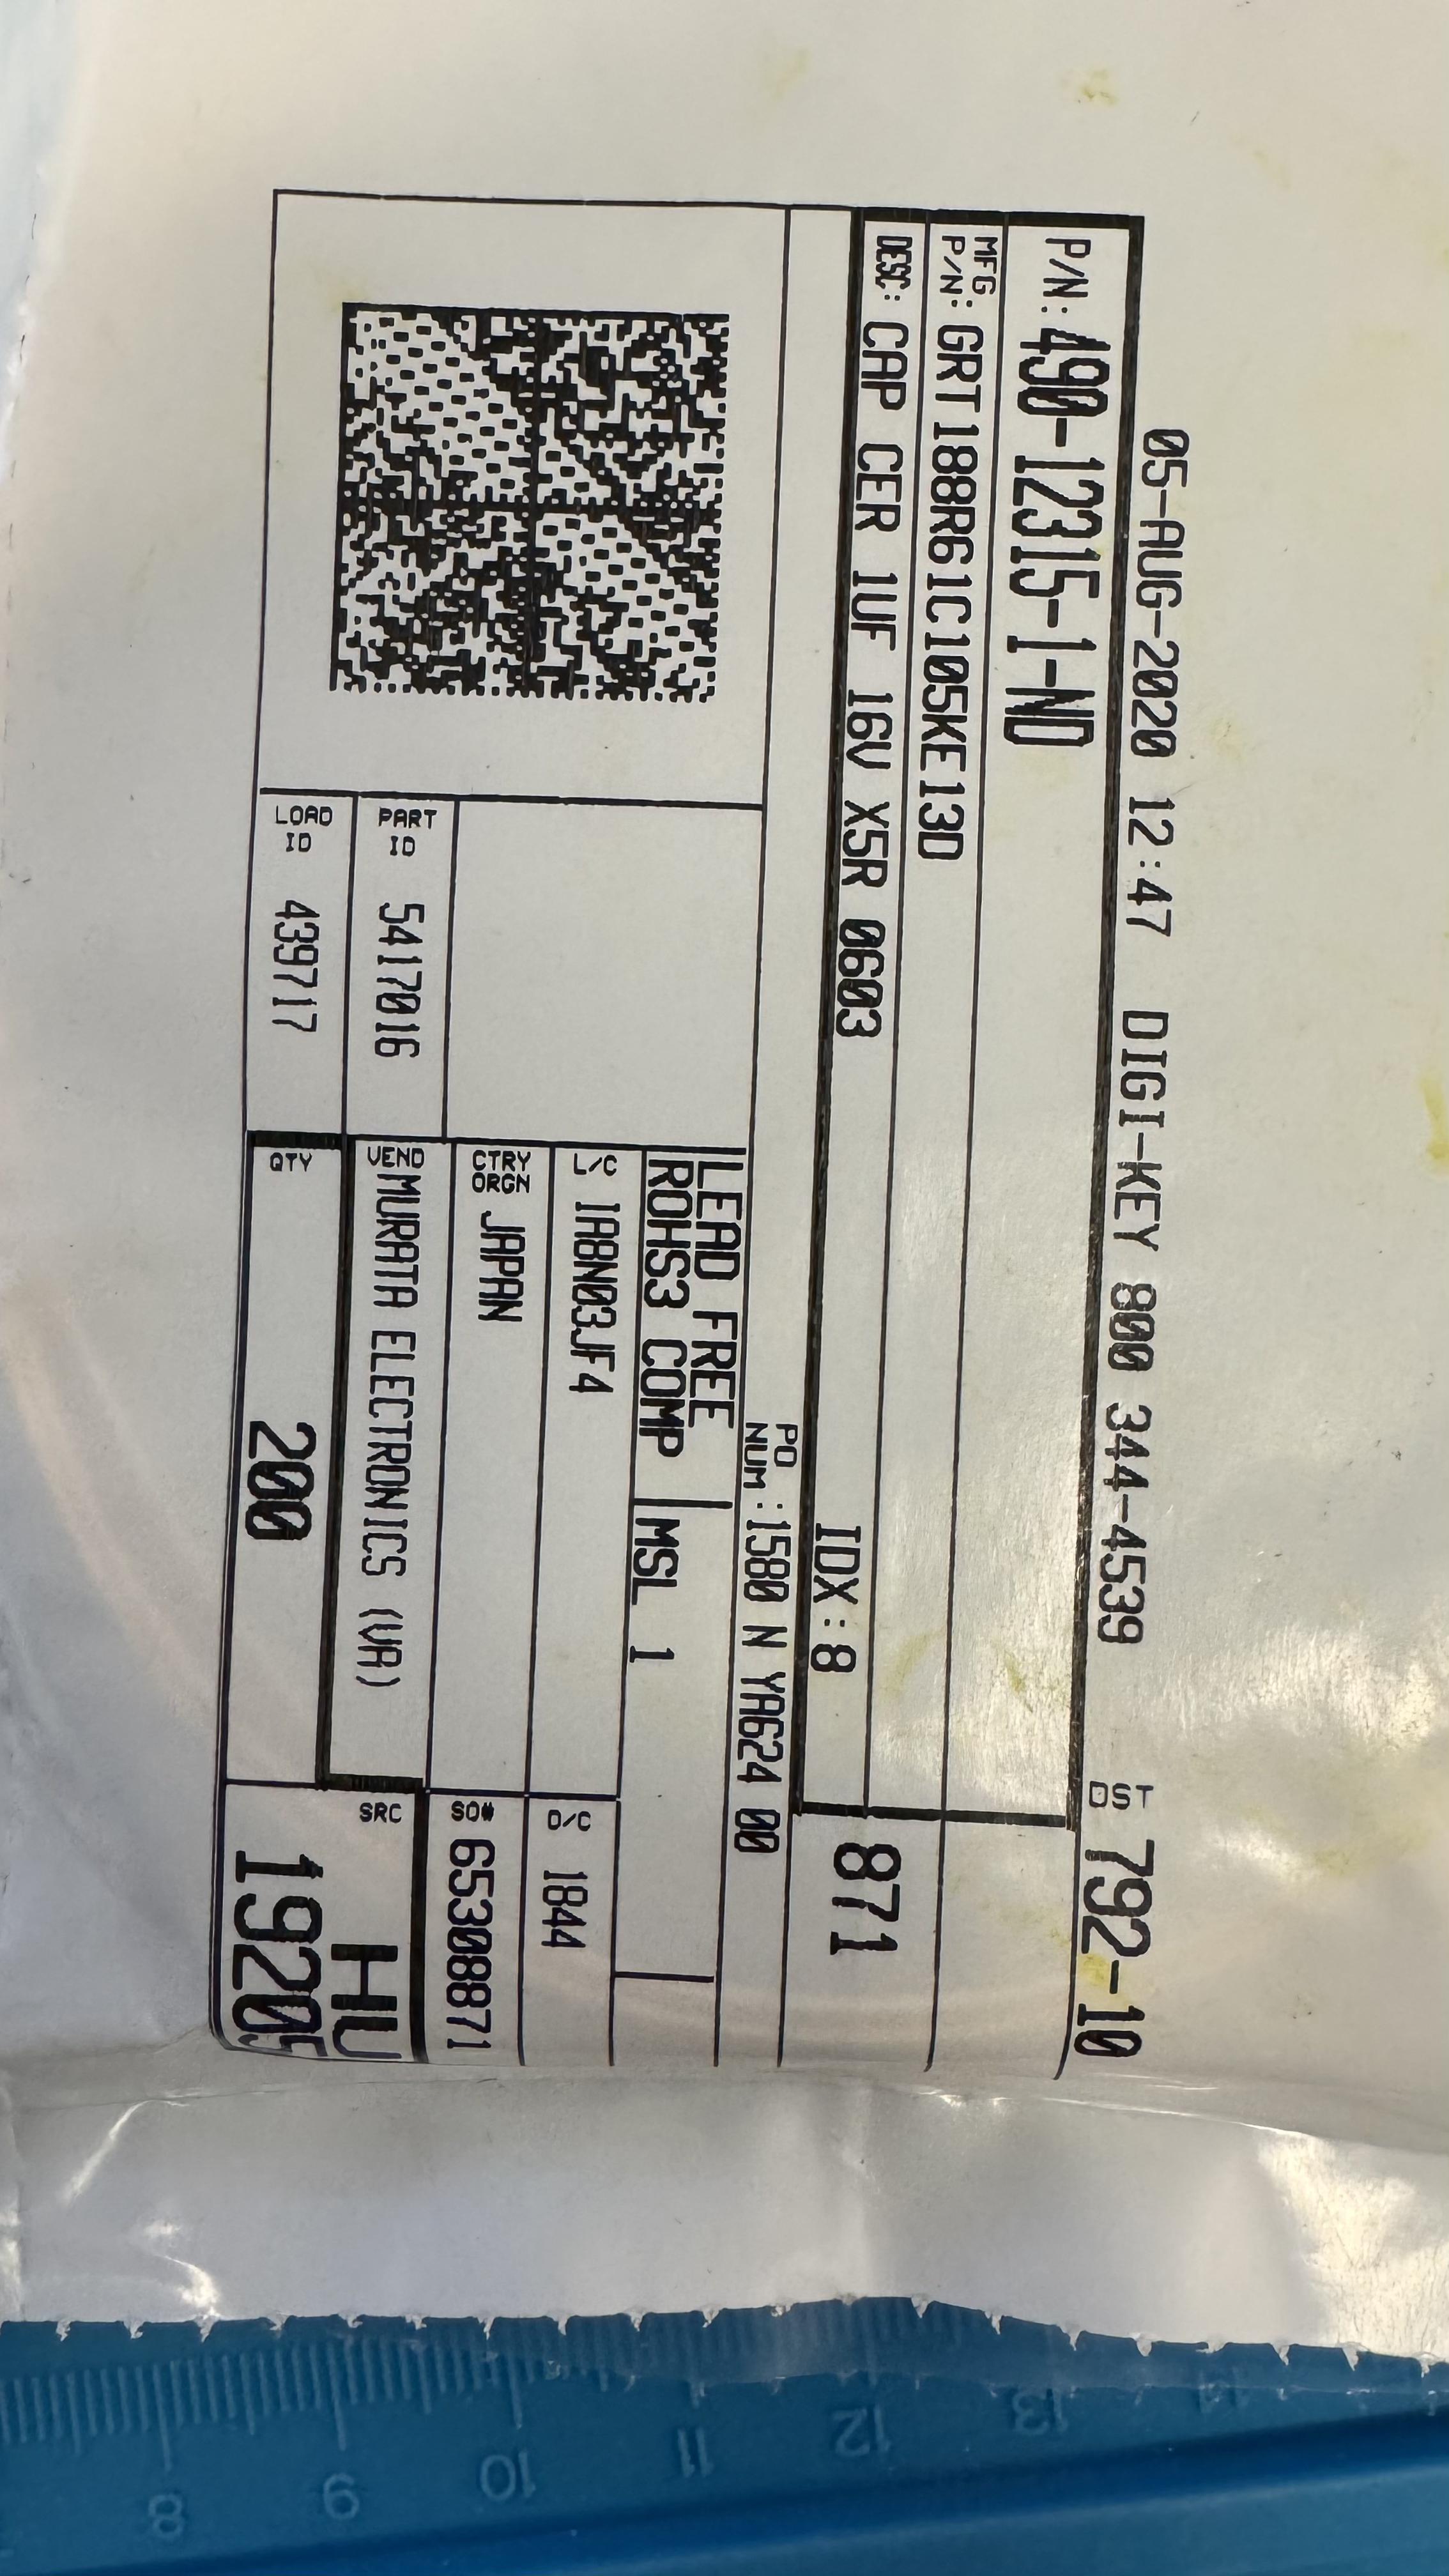 05-AUG-2020 12:47 DIGI-KEY 800 344-4539 DST 792-10
P/N: 490-12315-1-ND
MFG
P/N: GRT188R61C105KE13D
DESC: CAP CER 1UF 16V X5R 0603
IDX:8 871
PO
NUM :1580 N YA624 00
LEAD FREE
ROHS3 COMP
MSL 1
L/C IA8N03JF4
D/C 1844
CTRY
ORGN JAPAN
SO# 65308871
PART
ID 5417016
VEND MURATA ELECTRONICS (VA)
SRC HU
LOAD
ID 439717
QTY 200
19205
8 9 10 11 12 13